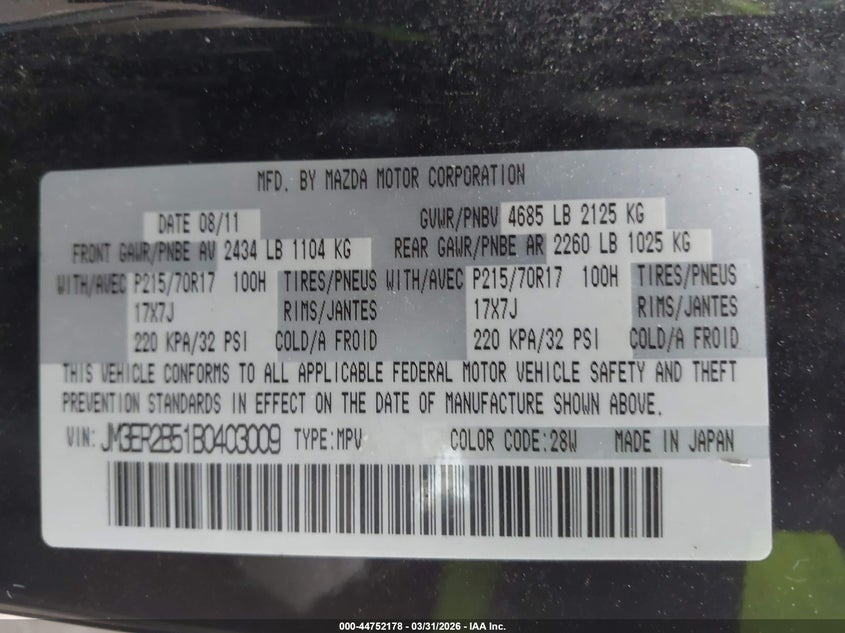 MFD. BY MAZDA MOTOR CORPORATION
DATE 08/11 GVWR/PNBV 4685 LB 2125 KG
FRONT GAWR/PNBE AV 2434 LB 1104 KG REAR GAWR/PNBE AR 2260 LB 1025 KG
WITH/AVEC P215/70R17 100H TIRES/PNEUS WITH/AVEC P215/70R17 100H TIRES/PNEUS
17X7J RIMS/JANTES 17X7J RIMS/JANTES
220 KPA/32 PSI COLD/A FROID 220 KPA/32 PSI COLD/A FROID
THIS VEHICLE CONFORMS TO ALL APPLICABLE FEDERAL MOTOR VEHICLE SAFETY AND THEFT
PREVENTION STANDARDS IN EFFECT ON THE DATE OF MANUFACTURE SHOWN ABOVE.
VIN: JM3ER2B51B0403009 TYPE:MPV COLOR CODE:28W MADE IN JAPAN
000-44752178 - 03/31/2026 - IAA Inc.